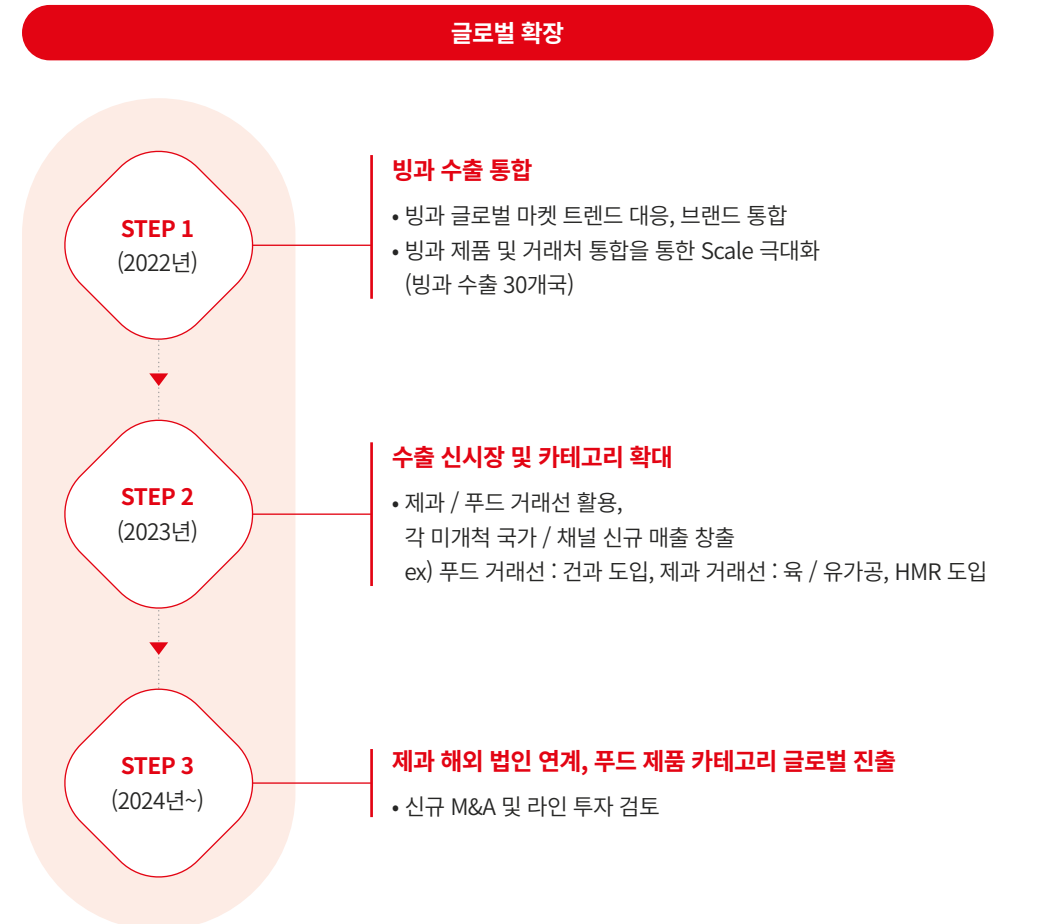 글로벌 확장
STEP 1
(2022년)
빙과 수출 통합
• 빙과 글로벌 마켓 트렌드 대응, 브랜드 통합
• 빙과 제품 및 거래처 통합을 통한 Scale 극대화
(빙과 수출 30개국)
STEP 2
(2023년)
수출 신시장 및 카테고리 확대
• 제과 / 푸드 거래선 활용,
각 미개척 국가 / 채널 신규 매출 창출
ex) 푸드 거래선 : 건과 도입, 제과 거래선 : 육 / 유가공, HMR 도입
STEP 3
(2024년~)
제과 해외 법인 연계, 푸드 제품 카테고리 글로벌 진출
• 신규 M&A 및 라인 투자 검토